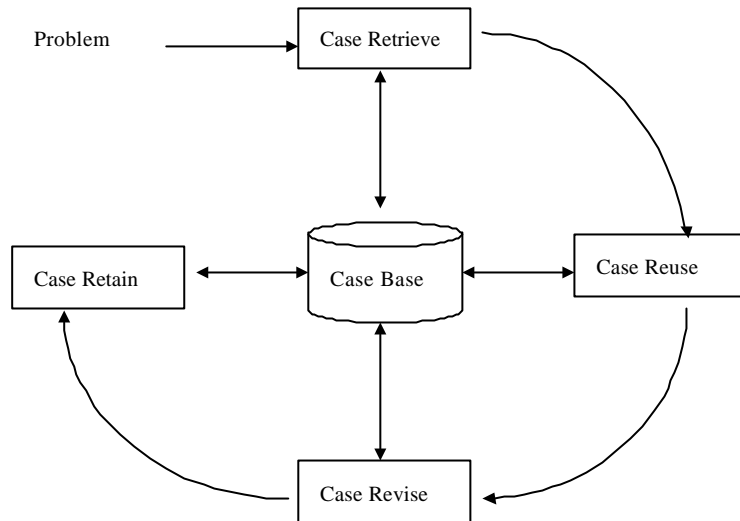 Problem
Case Retrieve
Case Retain
Case Base
Case Reuse
Case Revise